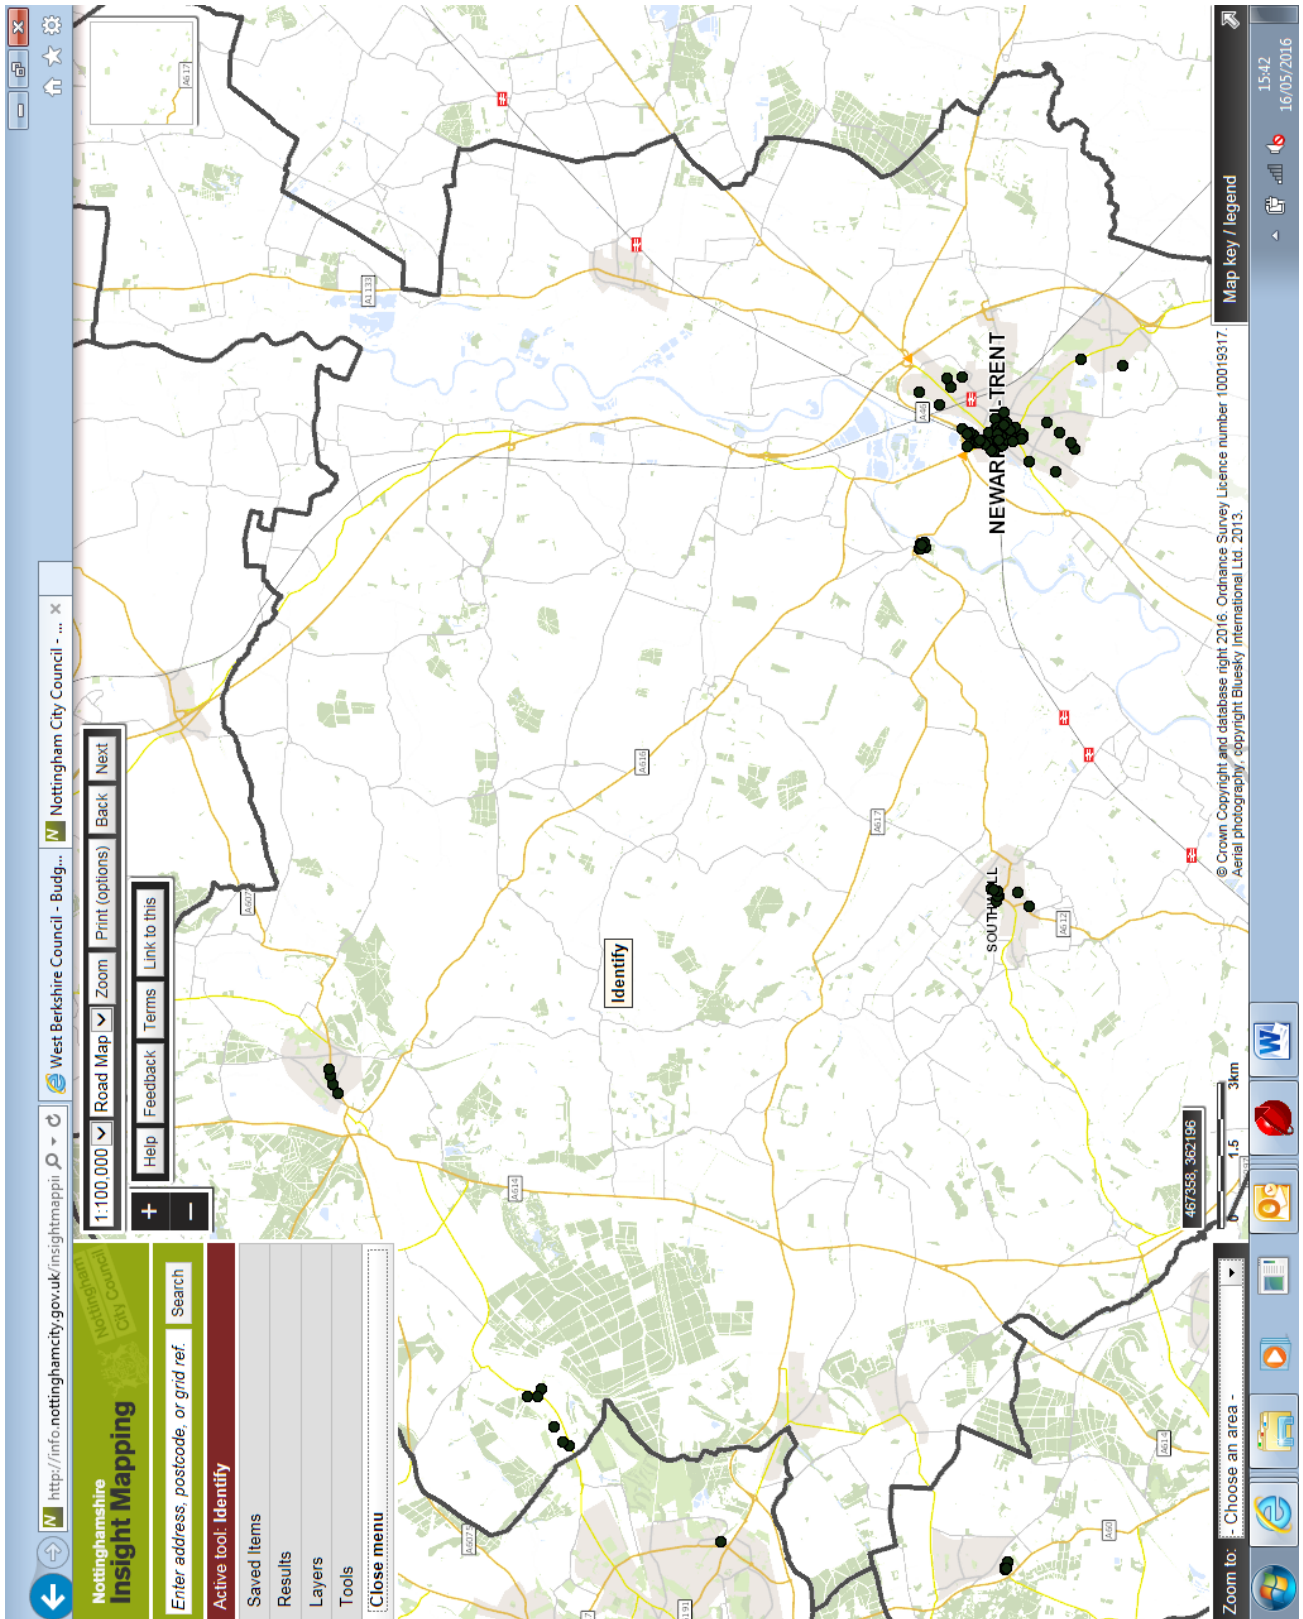 http://info.nottinghamcity.gov.uk/insightmappii
West Berkshire Council - Budg...
Nottingham City Council - ...
Nottinghamshire
Insight Mapping
Nottingham
City Council
Enter address, postcode, or grid ref.
Search
Active tool: Identify
Saved Items
Results
Layers
Tools
Close menu
1:100,000
Road Map
Zoom
Print (options)
Back
Next
+
−
Help
Feedback
Terms
Link to this
A617
A1133
A607
A616
A614
A617
A46
A612
A6075
A60
A614
Identify
NEWARK
-TRENT
SOUTHWELL
467358, 362196
0
1.5
3km
© Crown Copyright and database right 2016. Ordnance Survey Licence number 100019317.
Aerial photography, copyright Bluesky International Ltd. 2013.
Zoom to:
- Choose an area -
Map key / legend
15:42
16/05/2016